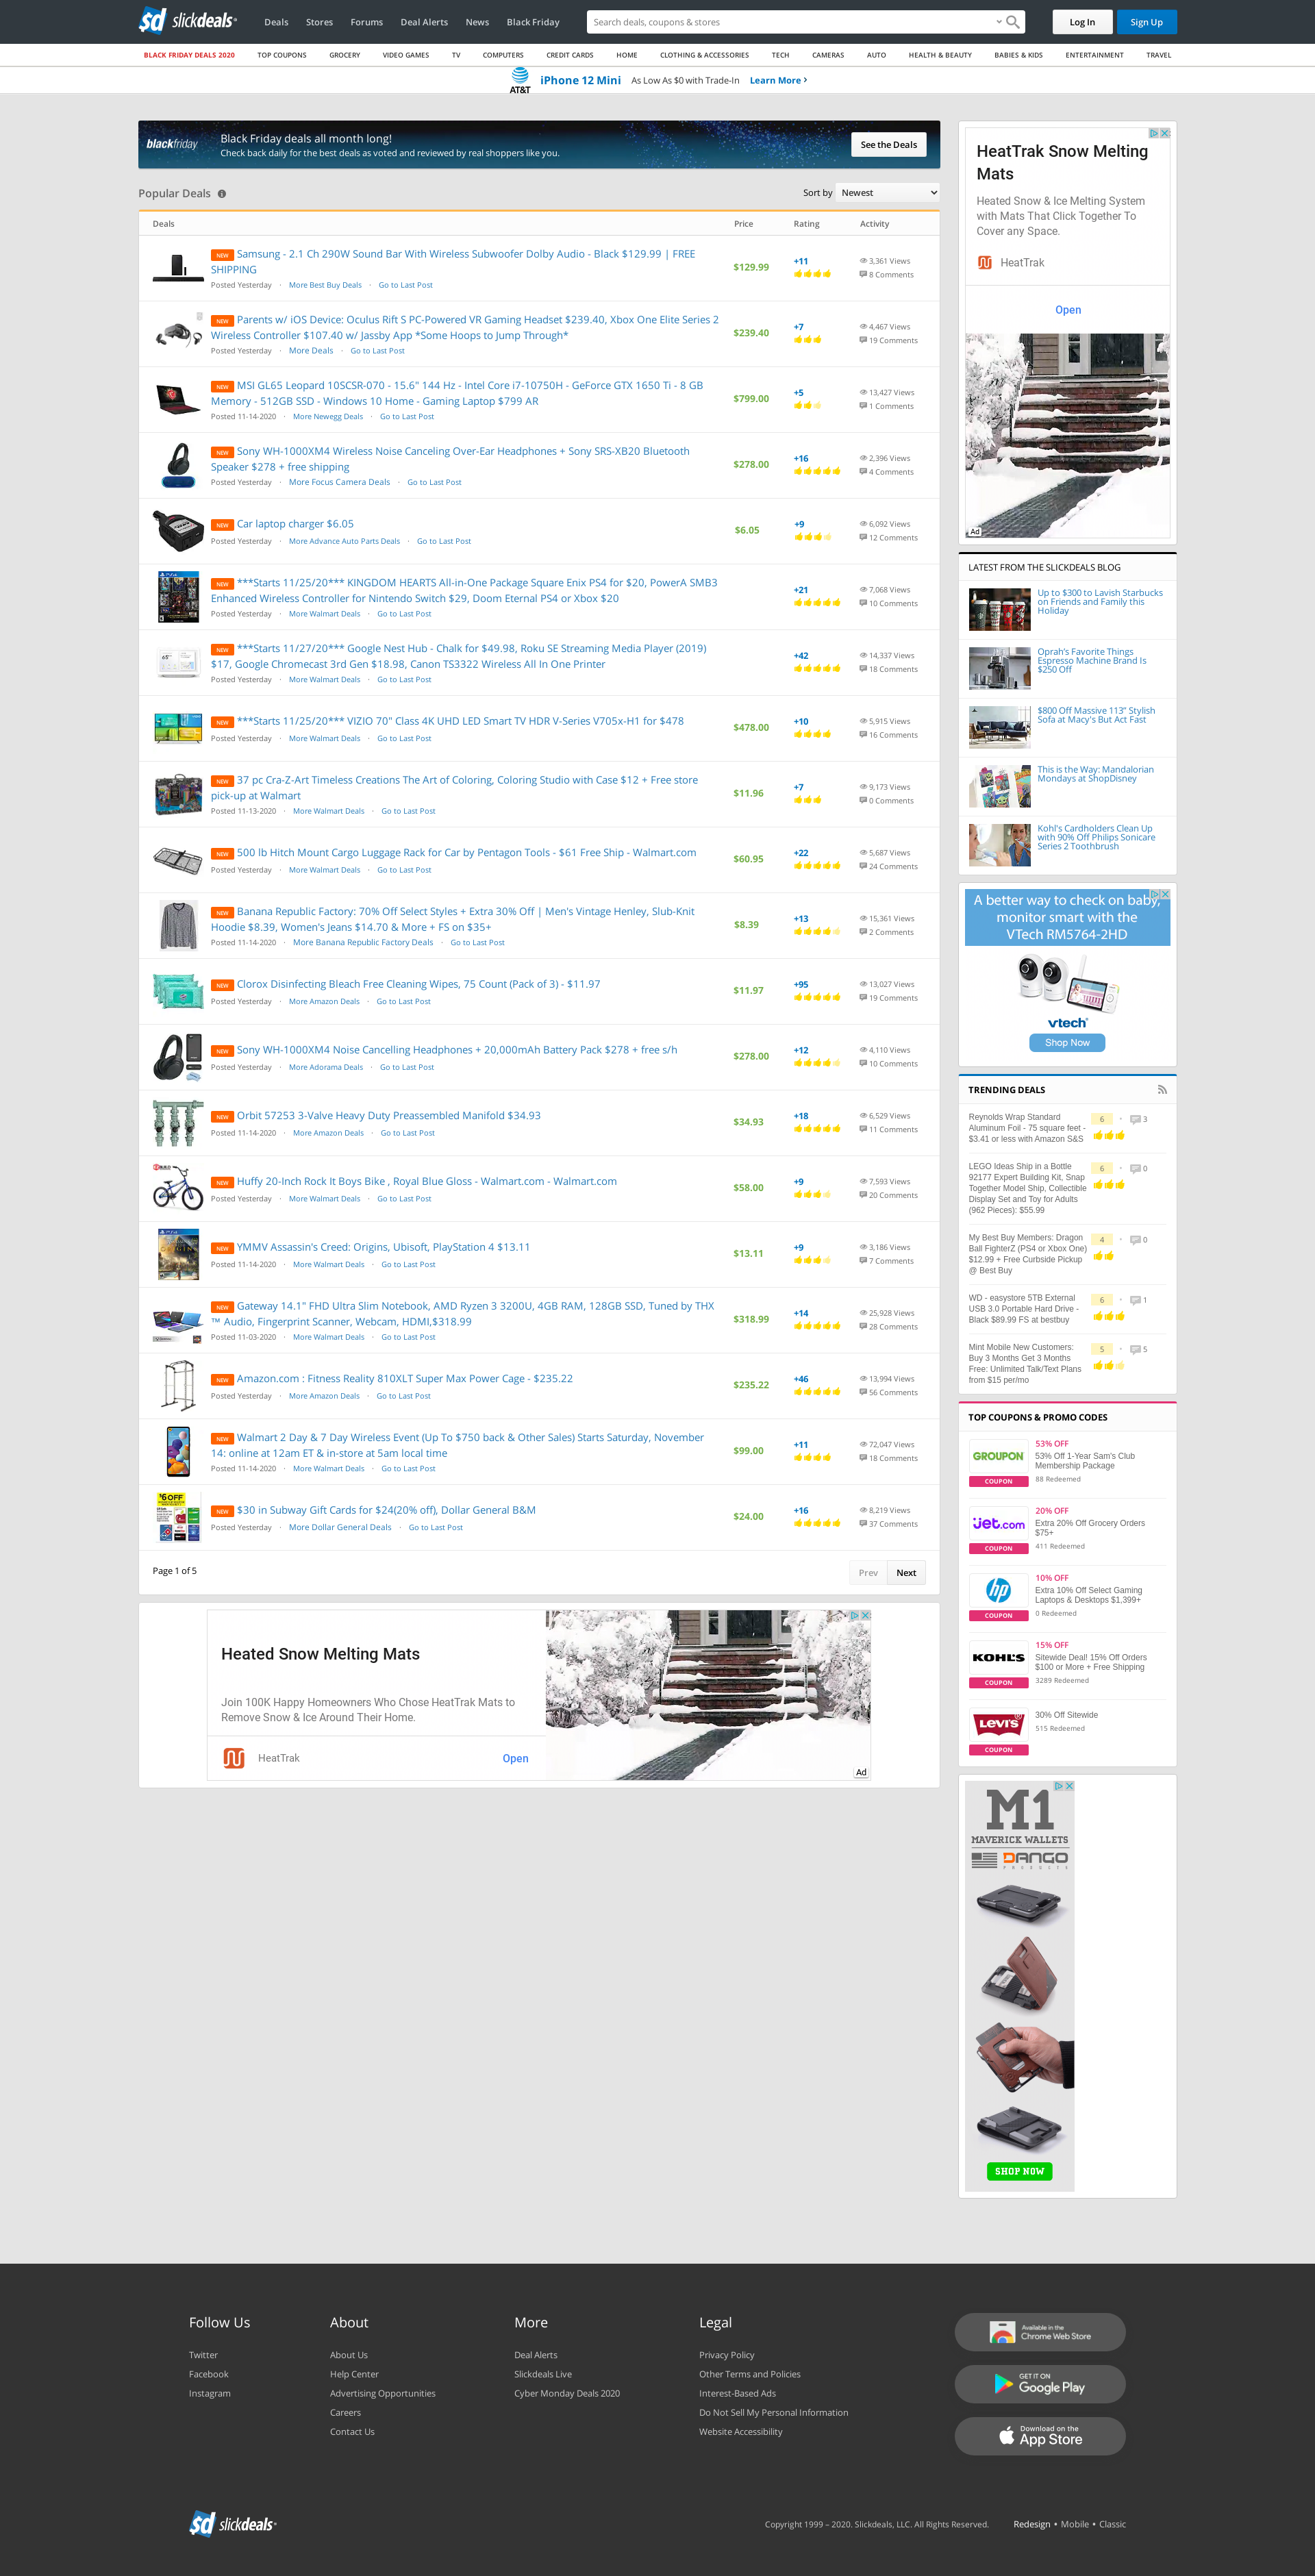 slickdeals
Deals Stores Forums Deal Alerts News Black Friday
Search deals, coupons & stores
Log In Sign Up
BLACK FRIDAY DEALS 2020 TOP COUPONS GROCERY VIDEO GAMES TV COMPUTERS CREDIT CARDS HOME CLOTHING & ACCESSORIES TECH CAMERAS AUTO HEALTH & BEAUTY BABIES & KIDS ENTERTAINMENT TRAVEL
AT&T iPhone 12 Mini As Low As $0 with Trade-In Learn More ›
blackfriday
Black Friday deals all month long!
Check back daily for the best deals as voted and reviewed by real shoppers like you.
See the Deals
Popular Deals
Sort by Newest
Deals Price Rating Activity
NEW Samsung - 2.1 Ch 290W Sound Bar With Wireless Subwoofer Dolby Audio - Black $129.99 | FREE
SHIPPING
Posted Yesterday · More Best Buy Deals · Go to Last Post
$129.99
+11
3,361 Views
8 Comments
NEW Parents w/ iOS Device: Oculus Rift S PC-Powered VR Gaming Headset $239.40, Xbox One Elite Series 2
Wireless Controller $107.40 w/ Jassby App *Some Hoops to Jump Through*
Posted Yesterday · More Deals · Go to Last Post
$239.40
+7
4,467 Views
19 Comments
NEW MSI GL65 Leopard 10SCSR-070 - 15.6" 144 Hz - Intel Core i7-10750H - GeForce GTX 1650 Ti - 8 GB
Memory - 512GB SSD - Windows 10 Home - Gaming Laptop $799 AR
Posted 11-14-2020 · More Newegg Deals · Go to Last Post
$799.00
+5
13,427 Views
1 Comments
NEW Sony WH-1000XM4 Wireless Noise Canceling Over-Ear Headphones + Sony SRS-XB20 Bluetooth
Speaker $278 + free shipping
Posted Yesterday · More Focus Camera Deals · Go to Last Post
$278.00
+16
2,396 Views
4 Comments
NEW Car laptop charger $6.05
Posted Yesterday · More Advance Auto Parts Deals · Go to Last Post
$6.05
+9
6,092 Views
12 Comments
NEW ***Starts 11/25/20*** KINGDOM HEARTS All-in-One Package Square Enix PS4 for $20, PowerA SMB3
Enhanced Wireless Controller for Nintendo Switch $29, Doom Eternal PS4 or Xbox $20
Posted Yesterday · More Walmart Deals · Go to Last Post
+21
7,068 Views
10 Comments
NEW ***Starts 11/27/20*** Google Nest Hub - Chalk for $49.98, Roku SE Streaming Media Player (2019)
$17, Google Chromecast 3rd Gen $18.98, Canon TS3322 Wireless All In One Printer
Posted Yesterday · More Walmart Deals · Go to Last Post
+42
14,337 Views
18 Comments
NEW ***Starts 11/25/20*** VIZIO 70" Class 4K UHD LED Smart TV HDR V-Series V705x-H1 for $478
Posted Yesterday · More Walmart Deals · Go to Last Post
$478.00
+10
5,915 Views
16 Comments
NEW 37 pc Cra-Z-Art Timeless Creations The Art of Coloring, Coloring Studio with Case $12 + Free store
pick-up at Walmart
Posted 11-13-2020 · More Walmart Deals · Go to Last Post
$11.96
+7
9,173 Views
0 Comments
NEW 500 lb Hitch Mount Cargo Luggage Rack for Car by Pentagon Tools - $61 Free Ship - Walmart.com
Posted Yesterday · More Walmart Deals · Go to Last Post
$60.95
+22
5,687 Views
24 Comments
NEW Banana Republic Factory: 70% Off Select Styles + Extra 30% Off | Men's Vintage Henley, Slub-Knit
Hoodie $8.39, Women's Jeans $14.70 & More + FS on $35+
Posted 11-14-2020 · More Banana Republic Factory Deals · Go to Last Post
$8.39
+13
15,361 Views
2 Comments
NEW Clorox Disinfecting Bleach Free Cleaning Wipes, 75 Count (Pack of 3) - $11.97
Posted Yesterday · More Amazon Deals · Go to Last Post
$11.97
+95
13,027 Views
19 Comments
NEW Sony WH-1000XM4 Noise Cancelling Headphones + 20,000mAh Battery Pack $278 + free s/h
Posted Yesterday · More Adorama Deals · Go to Last Post
$278.00
+12
4,110 Views
10 Comments
NEW Orbit 57253 3-Valve Heavy Duty Preassembled Manifold $34.93
Posted 11-14-2020 · More Amazon Deals · Go to Last Post
$34.93
+18
6,529 Views
11 Comments
NEW Huffy 20-Inch Rock It Boys Bike , Royal Blue Gloss - Walmart.com - Walmart.com
Posted Yesterday · More Walmart Deals · Go to Last Post
$58.00
+9
7,593 Views
20 Comments
NEW YMMV Assassin's Creed: Origins, Ubisoft, PlayStation 4 $13.11
Posted 11-14-2020 · More Walmart Deals · Go to Last Post
$13.11
+9
3,186 Views
7 Comments
NEW Gateway 14.1" FHD Ultra Slim Notebook, AMD Ryzen 3 3200U, 4GB RAM, 128GB SSD, Tuned by THX
™ Audio, Fingerprint Scanner, Webcam, HDMI,$318.99
Posted 11-03-2020 · More Walmart Deals · Go to Last Post
$318.99
+14
25,928 Views
28 Comments
NEW Amazon.com : Fitness Reality 810XLT Super Max Power Cage - $235.22
Posted Yesterday · More Amazon Deals · Go to Last Post
$235.22
+46
13,994 Views
56 Comments
NEW Walmart 2 Day & 7 Day Wireless Event (Up To $750 back & Other Sales) Starts Saturday, November
14: online at 12am ET & in-store at 5am local time
Posted 11-14-2020 · More Walmart Deals · Go to Last Post
$99.00
+11
72,047 Views
18 Comments
$6 OFF
NEW $30 in Subway Gift Cards for $24(20% off), Dollar General B&M
Posted Yesterday · More Dollar General Deals · Go to Last Post
$24.00
+16
8,219 Views
37 Comments
Page 1 of 5
Prev Next
Heated Snow Melting Mats
Join 100K Happy Homeowners Who Chose HeatTrak Mats to
Remove Snow & Ice Around Their Home.
HeatTrak Open
Ad
HeatTrak Snow Melting
Mats
Heated Snow & Ice Melting System
with Mats That Click Together To
Cover any Space.
HeatTrak
Open
Ad
LATEST FROM THE SLICKDEALS BLOG
Up to $300 to Lavish Starbucks
on Friends and Family this
Holiday
Oprah's Favorite Things
Espresso Machine Brand Is
$250 Off
$800 Off Massive 113” Stylish
Sofa at Macy's But Act Fast
This is the Way: Mandalorian
Mondays at ShopDisney
Kohl's Cardholders Clean Up
with 90% Off Philips Sonicare
Series 2 Toothbrush
A better way to check on baby,
monitor smart with the
VTech RM5764-2HD
vtech
Shop Now
TRENDING DEALS
Reynolds Wrap Standard
Aluminum Foil - 75 square feet -
$3.41 or less with Amazon S&S
6 • 3
LEGO Ideas Ship in a Bottle
92177 Expert Building Kit, Snap
Together Model Ship, Collectible
Display Set and Toy for Adults
(962 Pieces): $55.99
6 • 0
My Best Buy Members: Dragon
Ball FighterZ (PS4 or Xbox One)
$12.99 + Free Curbside Pickup
@ Best Buy
4 • 0
WD - easystore 5TB External
USB 3.0 Portable Hard Drive -
Black $89.99 FS at bestbuy
6 • 1
Mint Mobile New Customers:
Buy 3 Months Get 3 Months
Free: Unlimited Talk/Text Plans
from $15 per/mo
5 • 5
TOP COUPONS & PROMO CODES
GROUPON
COUPON
53% OFF
53% Off 1-Year Sam's Club
Membership Package
88 Redeemed
jet.com
COUPON
20% OFF
Extra 20% Off Grocery Orders
$75+
411 Redeemed
hp
COUPON
10% OFF
Extra 10% Off Select Gaming
Laptops & Desktops $1,399+
0 Redeemed
KOHL'S
COUPON
15% OFF
Sitewide Deal! 15% Off Orders
$100 or More + Free Shipping
3289 Redeemed
LEVI'S
COUPON
30% Off Sitewide
515 Redeemed
M1
MAVERICK WALLETS
DANGO
PRODUCTS
SHOP NOW
Follow Us
Twitter
Facebook
Instagram
About
About Us
Help Center
Advertising Opportunities
Careers
Contact Us
More
Deal Alerts
Slickdeals Live
Cyber Monday Deals 2020
Legal
Privacy Policy
Other Terms and Policies
Interest-Based Ads
Do Not Sell My Personal Information
Website Accessibility
Available in the
Chrome Web Store
GET IT ON
Google Play
Download on the
App Store
slickdeals
Copyright 1999 – 2020. Slickdeals, LLC. All Rights Reserved. Redesign • Mobile • Classic